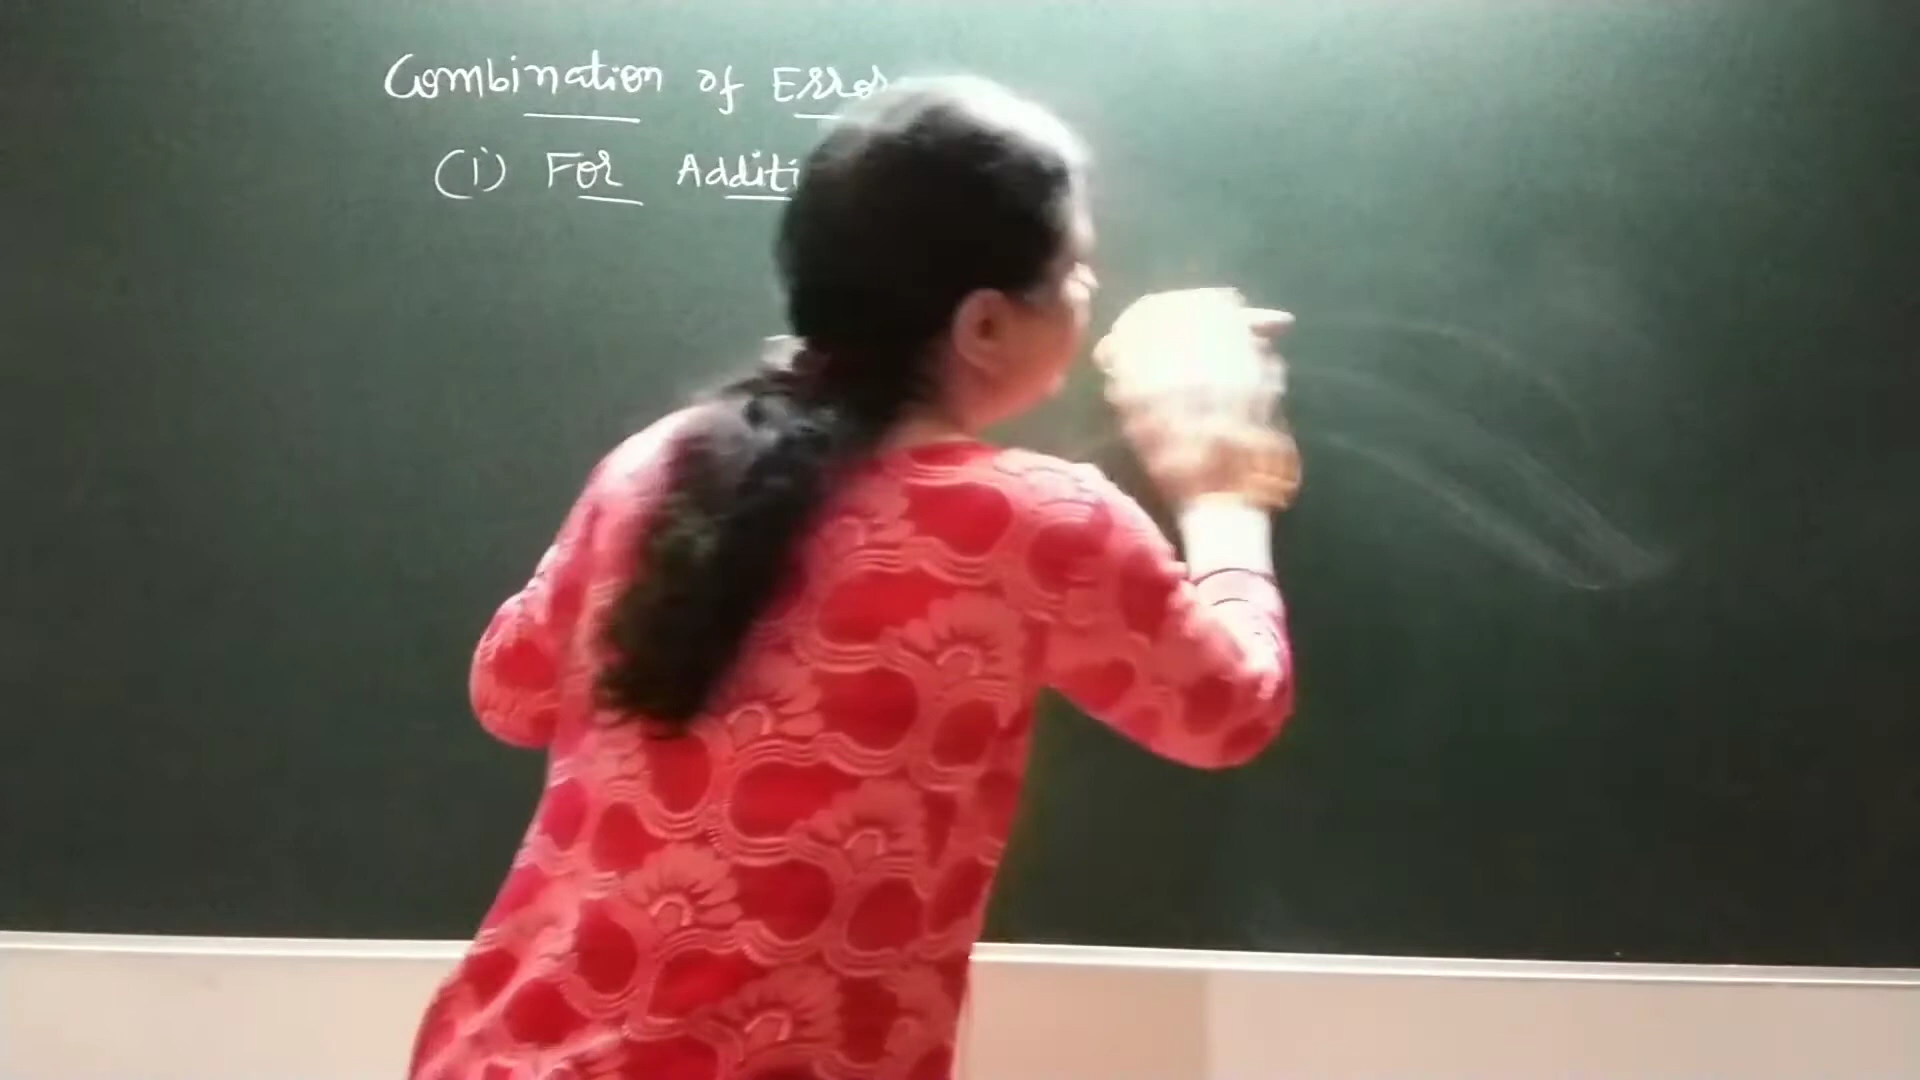 Combination of Error
(i) For Additi